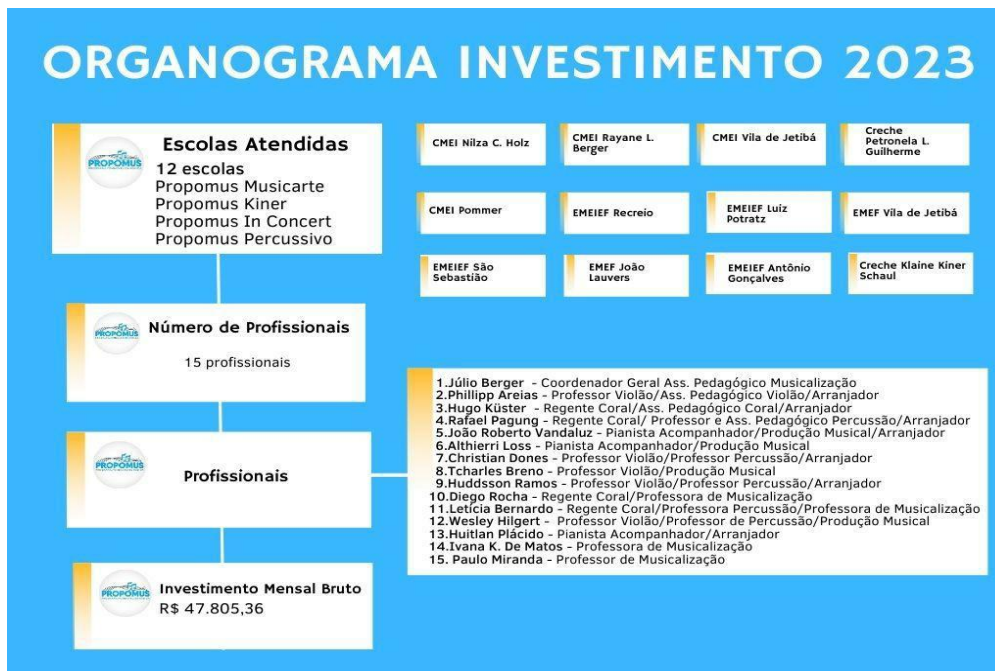 ORGANOGRAMA INVESTIMENTO 2023
PROPOMUS
Escolas Atendidas
12 escolas
Propomus Musicarte
Propomus Kiner
Propomus In Concert
Propomus Percussivo
CMEI Nilza C. Holz
CMEI Rayane L.
Berger
CMEI Vila de Jetibá
Creche
Petronela L.
Guilherme
CMEI Pommer
EMEIEF Recreio
EMEIEF Luíz
Potratz
EMEF Vila de Jetibá
EMEIEF São
Sebastião
EMEF João
Lauvers
EMEIEF Antônio
Gonçalves
Creche Klaine Kiner
Schaul
PROPOMUS
Número de Profissionais
15 profissionais
PROPOMUS
Profissionais
1.Júlio Berger - Coordenador Geral Ass. Pedagógico Musicalização
2.Phillipp Areias - Professor Violão/Ass. Pedagógico Violão/Arranjador
3.Hugo Küster - Regente Coral/Ass. Pedagógico Coral/Arranjador
4.Rafael Pagung - Regente Coral/ Professor e Ass. Pedagógico Percussão/Arranjador
5.João Roberto Vandaluz - Pianista Acompanhador/Produção Musical/Arranjador
6.Althierri Loss - Pianista Acompanhador/Produção Musical
7.Christian Dones - Professor Violão/Professor Percussão/Arranjador
8.Tcharles Breno - Professor Violão/Produção Musical
9.Huddsson Ramos - Professor Violão/Professor Percussão/Arranjador
10.Diego Rocha - Regente Coral/Professora de Musicalização
11.Letícia Bernardo - Regente Coral/Professora Percussão/Professora de Musicalização
12.Wesley Hilgert - Professor Violão/Professor de Percussão/Produção Musical
13.Huitlan Plácido - Pianista Acompanhador/Arranjador
14.Ivana K. De Matos - Professora de Musicalização
15. Paulo Miranda - Professor de Musicalização
PROPOMUS
Investimento Mensal Bruto
R$ 47.805,36